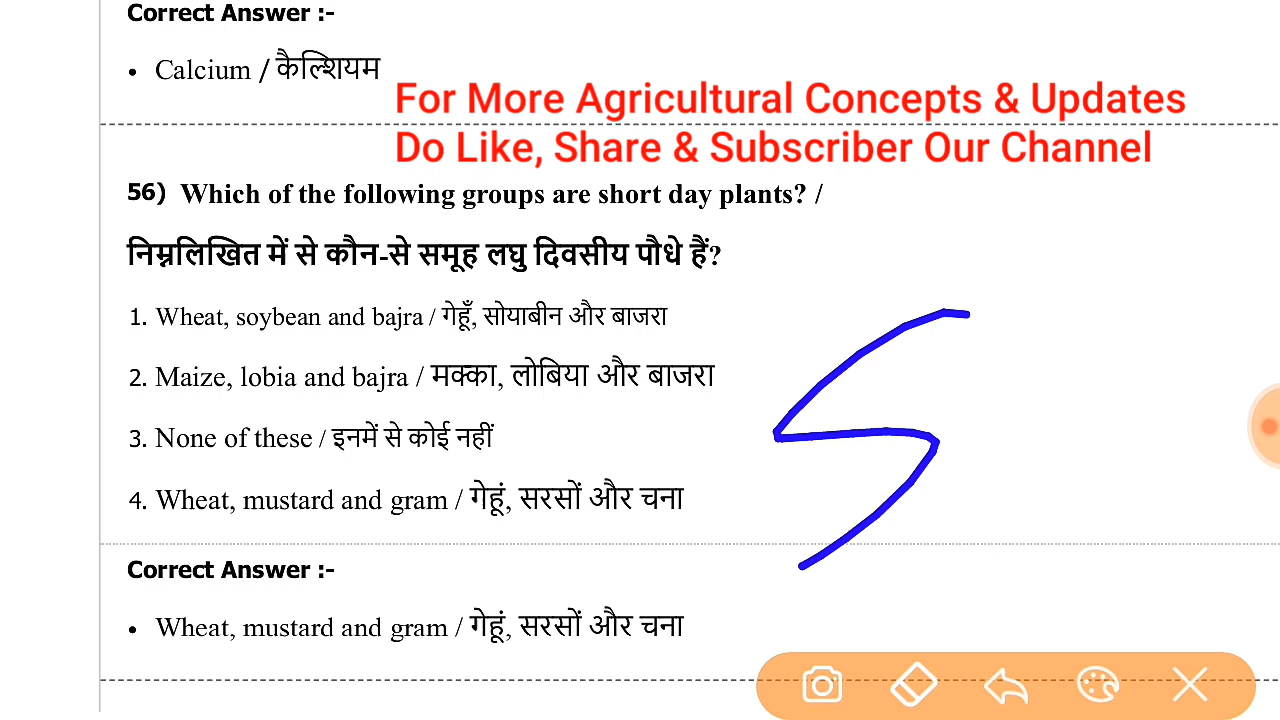 Correct Answer :-
• Calcium / कैल्शियम
For More Agricultural Concepts & Updates
Do Like, Share & Subscriber Our Channel
56) Which of the following groups are short day plants? /
निम्नलिखित में से कौन-से समूह लघु दिवसीय पौधे हैं?
1. Wheat, soybean and bajra / गेहूँ, सोयाबीन और बाजरा
2. Maize, lobia and bajra / मक्का, लोबिया और बाजरा
3. None of these / इनमें से कोई नहीं
4. Wheat, mustard and gram / गेहूं, सरसों और चना
Correct Answer :-
• Wheat, mustard and gram / गेहूं, सरसों और चना